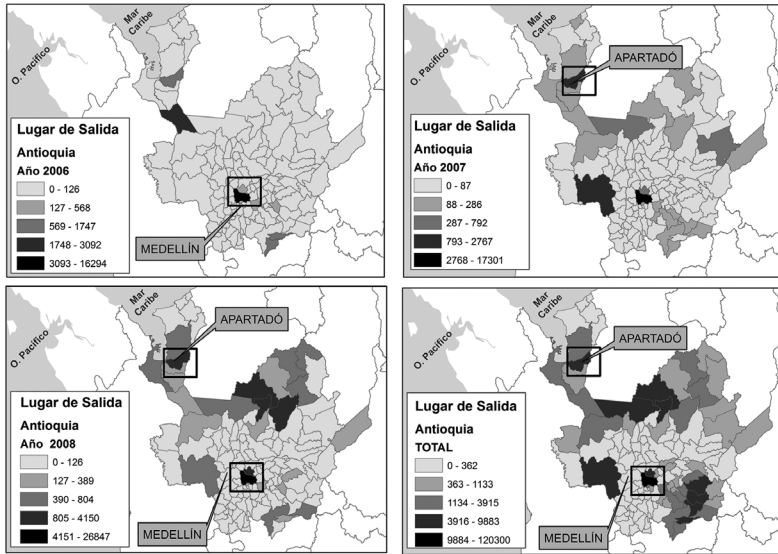 Mar
Caribe
O. Pacífico
Lugar de Salida
Antioquia
Año 2006
0 - 126
127 - 568
569 - 1747
1748 - 3092
3093 - 16294
MEDELLÍN
Mar
Caribe
O. Pacífico
APARTADÓ
Lugar de Salida
Antioquia
Año 2007
0 - 87
88 - 286
287 - 792
793 - 2767
2768 - 17301
Mar
Caribe
O. Pacífico
APARTADÓ
Lugar de Salida
Antioquia
Año 2008
0 - 126
127 - 389
390 - 804
805 - 4150
4151 - 26847
MEDELLÍN
Mar
Caribe
O. Pacífico
APARTADÓ
Lugar de Salida
Antioquia
TOTAL
0 - 362
363 - 1133
1134 - 3915
3916 - 9883
9884 - 120300
MEDELLÍN